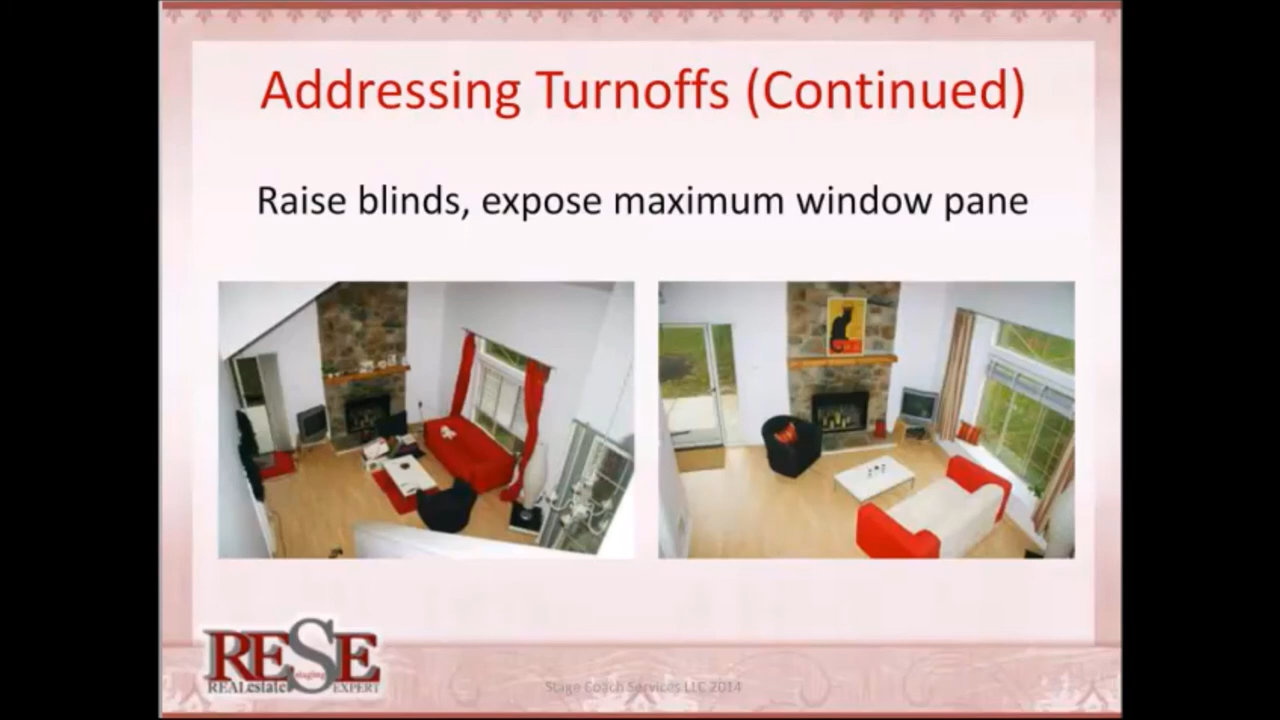 Addressing Turnoffs (Continued)
Raise blinds, expose maximum window pane
RESE
staging
REALestate EXPERT
Stage Coach Services LLC 2014